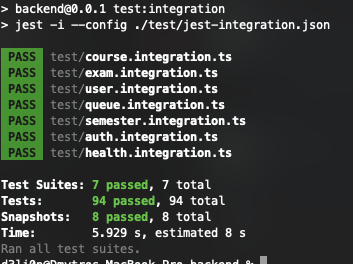 > backend@0.0.1 test:integration
> jest -i --config ./test/jest-integration.json
PASS test/course.integration.ts
PASS test/exam.integration.ts
PASS test/user.integration.ts
PASS test/queue.integration.ts
PASS test/semester.integration.ts
PASS test/auth.integration.ts
PASS test/health.integration.ts
Test Suites: 7 passed, 7 total
Tests: 94 passed, 94 total
Snapshots: 8 passed, 8 total
Time: 5.929 s, estimated 8 s
Ran all test suites.